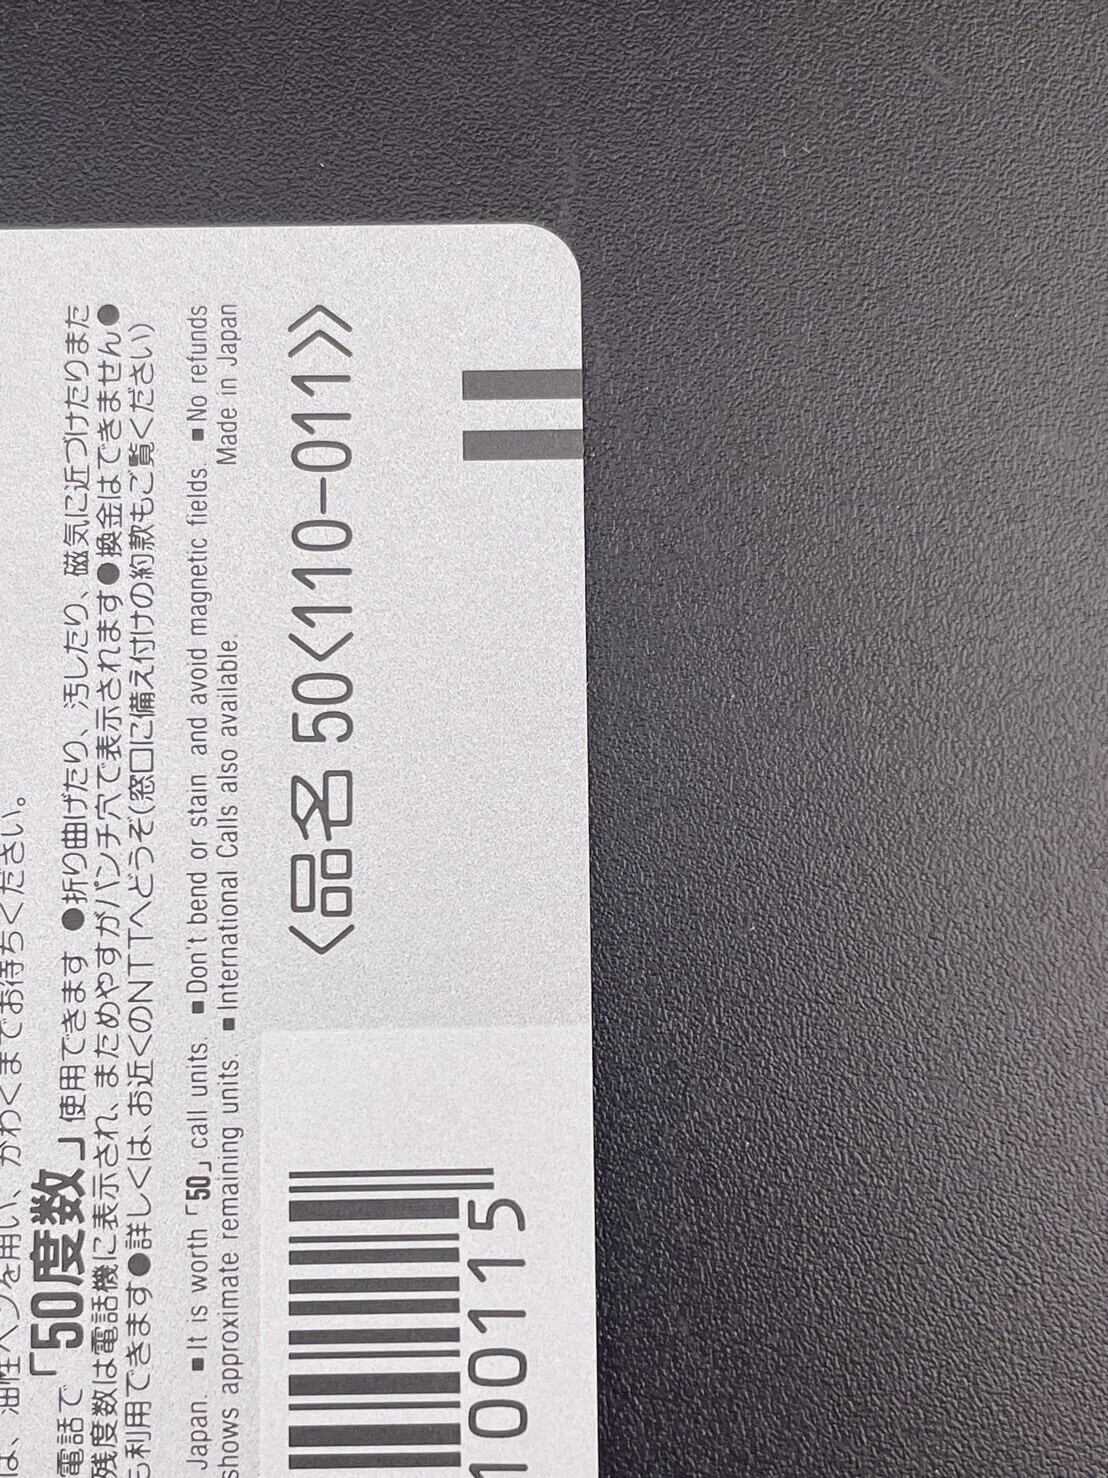 は、油性ペンを用い、かわくまでお待ちください。
電話で「50度数」使用できます ●折り曲げたり、汚したり、磁気に近づけたりまた
残度数は電話機に表示され、まためやすがパンチ穴で表示されます●換金はできません●
も利用できます●詳しくは、お近くのNTTへどうぞ(窓口に備え付けの約款もご覧ください)
Japan. ■It is worth「50」call units. ■Don't bend or stain and avoid magnetic fields. ■No refunds
shows approximate remaining units. ■International Calls also available. Made in Japan
〈品名 50〈110-011〉〉
100115